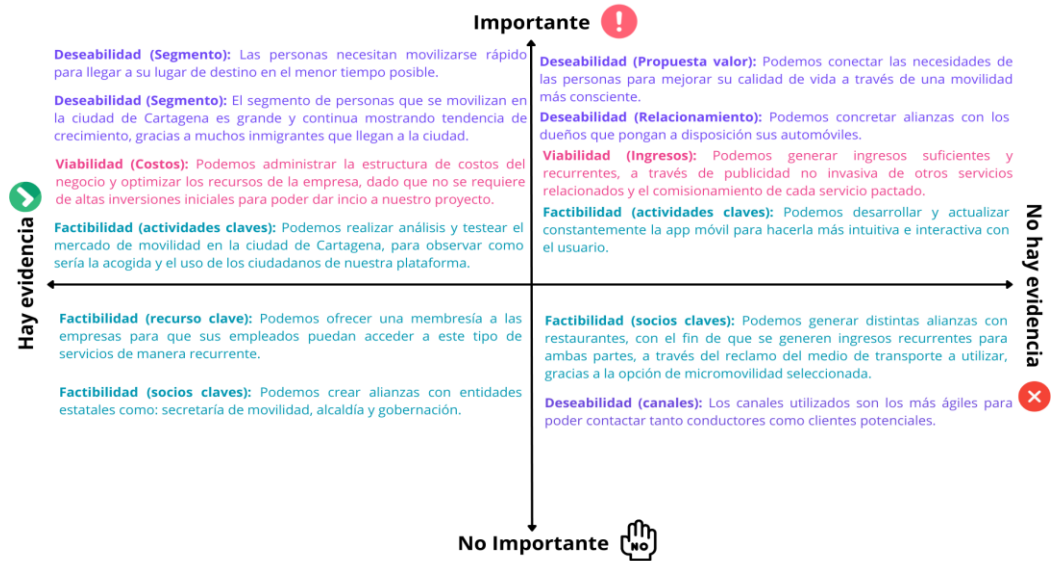 Importante
Deseabilidad (Segmento): Las personas necesitan movilizarse rápido
para llegar a su lugar de destino en el menor tiempo posible.
Deseabilidad (Segmento): El segmento de personas que se movilizan en
la ciudad de Cartagena es grande y continua mostrando tendencia de
crecimiento, gracias a muchos inmigrantes que llegan a la ciudad.
Viabilidad (Costos): Podemos administrar la estructura de costos del
negocio y optimizar los recursos de la empresa, dado que no se requiere
de altas inversiones iniciales para poder dar incio a nuestro proyecto.
Factibilidad (actividades claves): Podemos realizar análisis y testear el
mercado de movilidad en la ciudad de Cartagena, para observar como
sería la acogida y el uso de los ciudadanos de nuestra plataforma.
Deseabilidad (Propuesta valor): Podemos conectar las necesidades de
las personas para mejorar su calidad de vida a través de una movilidad
más consciente.
Deseabilidad (Relacionamiento): Podemos concretar alianzas con los
dueños que pongan a disposición sus automóviles.
Viabilidad (Ingresos): Podemos generar ingresos suficientes y
recurrentes, a través de publicidad no invasiva de otros servicios
relacionados y el comisionamiento de cada servicio pactado.
Factibilidad (actividades claves): Podemos desarrollar y actualizar
constantemente la app móvil para hacerla más intuitiva e interactiva con
el usuario.
Hay evidencia
No hay evidencia
Factibilidad (recurso clave): Podemos ofrecer una membresía a las
empresas para que sus empleados puedan acceder a este tipo de
servicios de manera recurrente.
Factibilidad (socios claves): Podemos crear alianzas con entidades
estatales como: secretaría de movilidad, alcaldía y gobernación.
Factibilidad (socios claves): Podemos generar distintas alianzas con
restaurantes, con el fin de que se generen ingresos recurrentes para
ambas partes, a través del reclamo del medio de transporte a utilizar,
gracias a la opción de micromovilidad seleccionada.
Deseabilidad (canales): Los canales utilizados son los más ágiles para
poder contactar tanto conductores como clientes potenciales.
No Importante
NO